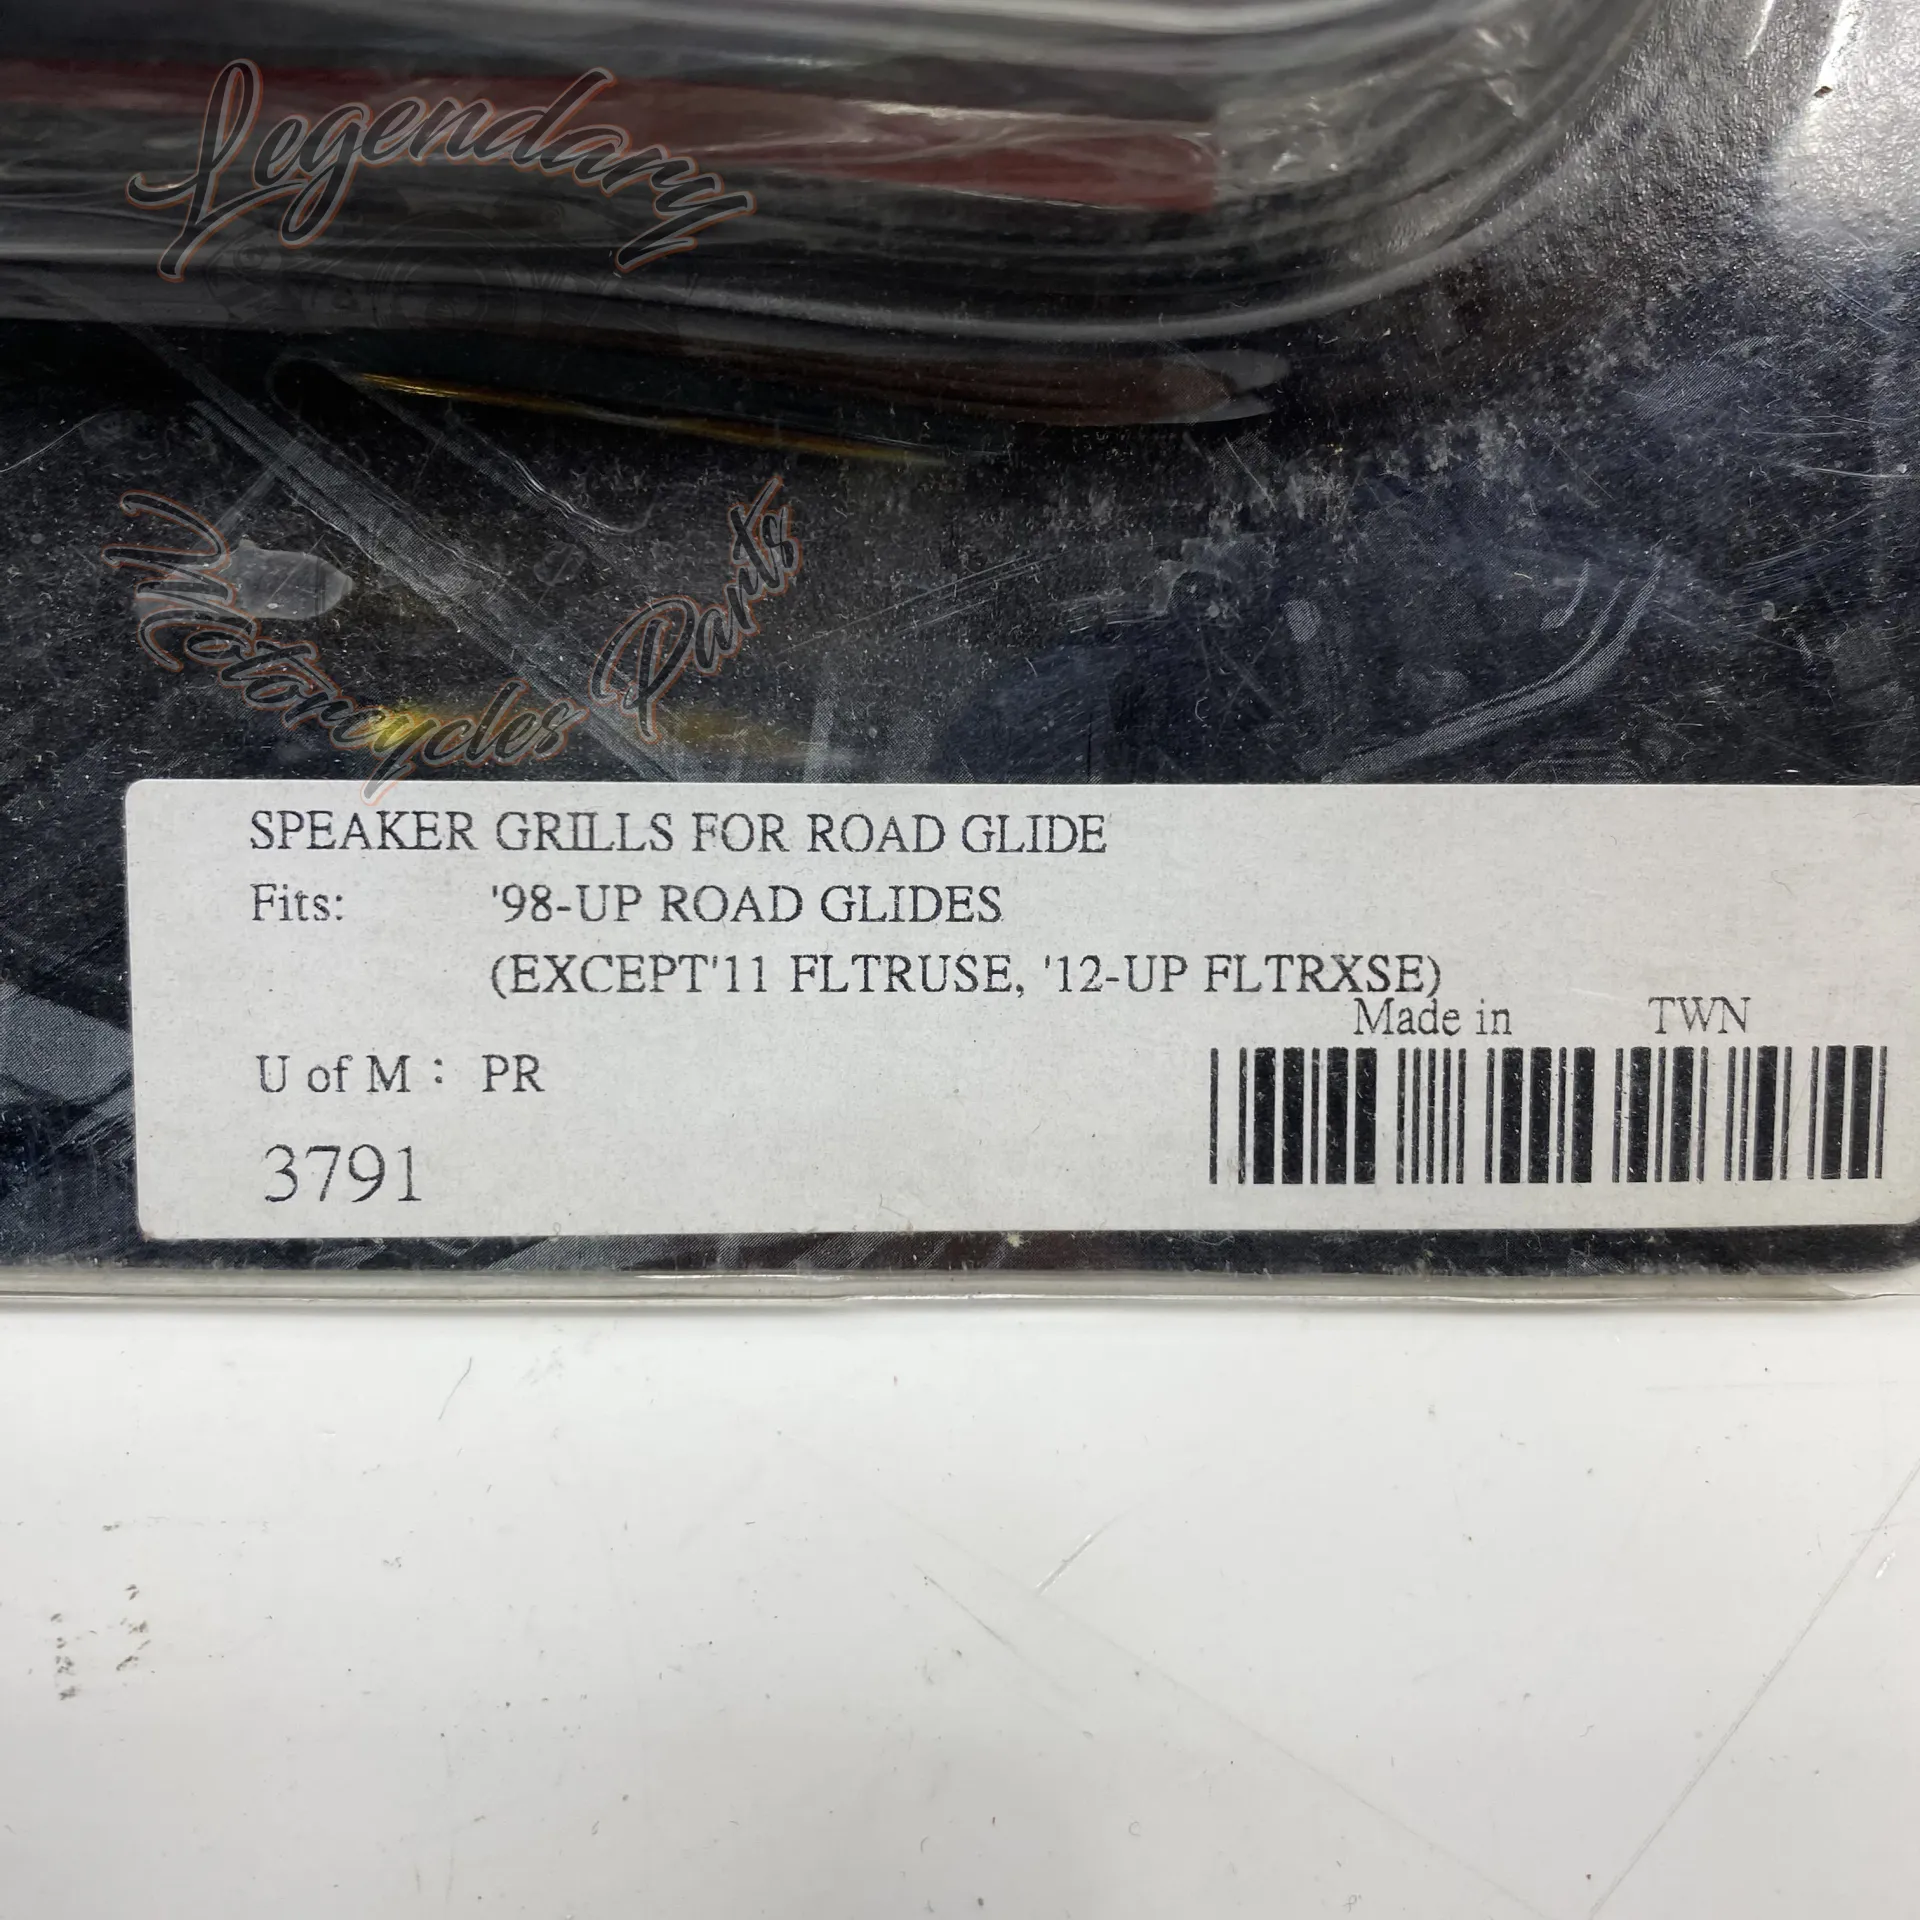 Legendary
Motorcycles Parts
SPEAKER GRILLS FOR ROAD GLIDE
Fits: '98-UP ROAD GLIDES
(EXCEPT'11 FLTRUSE, '12-UP FLTRXSE)
Made in TWN
U of M : PR
3791